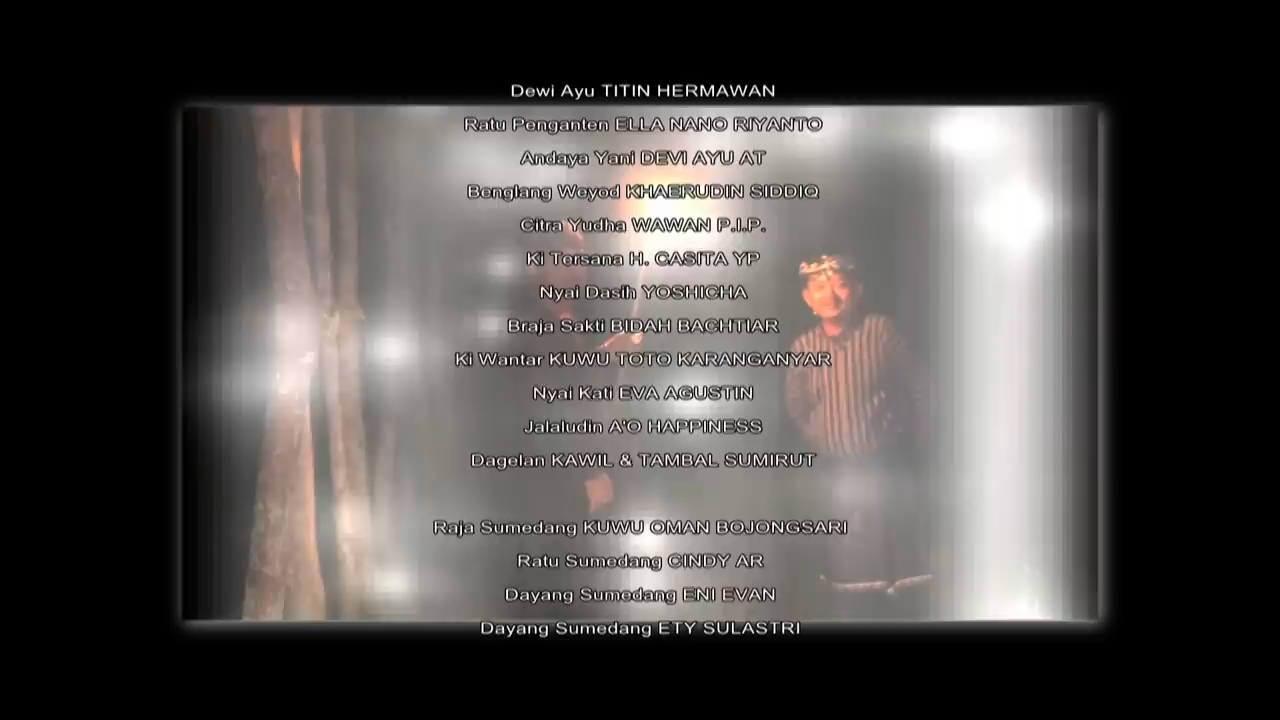 Dewi Ayu TITIN HERMAWAN
Ratu Penganten ELLA NANO RIYANTO
Andaya Yani DEVI AYU AT
Benglang Weyod KHAERUDIN SIDDIQ
Citra Yudha WAWAN P.I.P.
Ki Tersana H. CASITA YP
Nyai Dasih YOSHICHA
Braja Sakti BIDAH BACHTIAR
Ki Wantar KUWU TOTO KARANGANYAR
Nyai Kati EVA AGUSTIN
Jalaludin A'O HAPPINESS
Dagelan KAWIL & TAMBAL SUMIRUT
Raja Sumedang KUWU OMAN BOJONGSARI
Ratu Sumedang CINDY AR
Dayang Sumedang ENI EVAN
Dayang Sumedang ETY SULASTRI